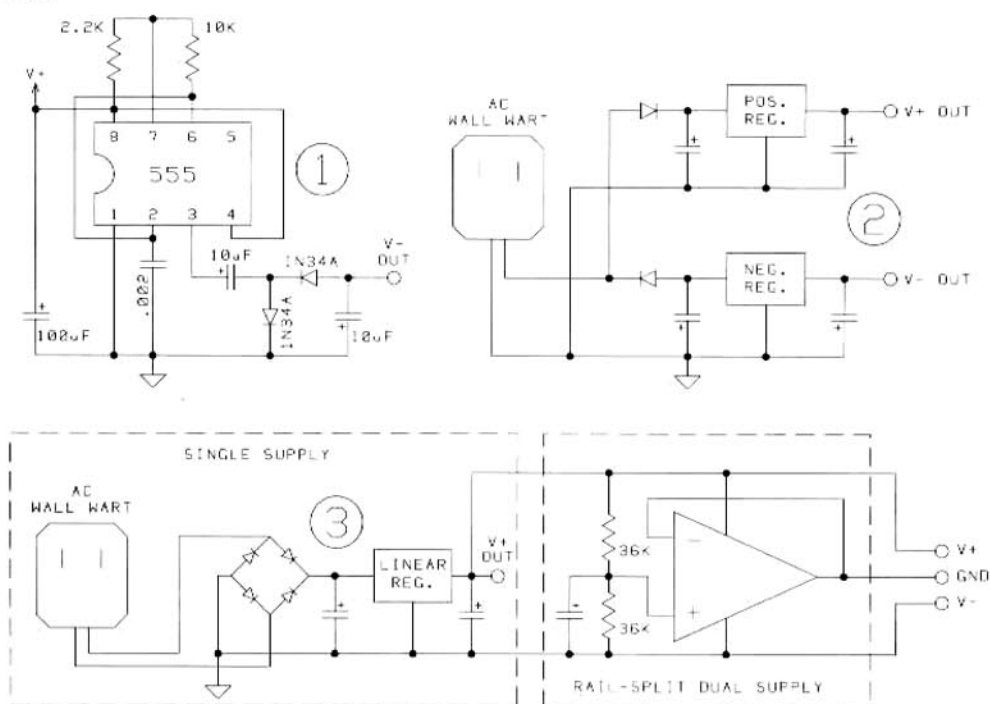 2.2K
10K
V+
8 7 6 5
555
1 2 3 4
1
10uF
1N34A
V-
OUT
.002
1N34A
100uF
10uF
AC
WALL WART
POS.
REG.
V+ OUT
2
NEG.
REG.
V- OUT
SINGLE SUPPLY
AC
WALL WART
3
LINEAR
REG.
V+
OUT
36K
36K
-
+
V+
GND
V-
RAIL-SPLIT DUAL SUPPLY